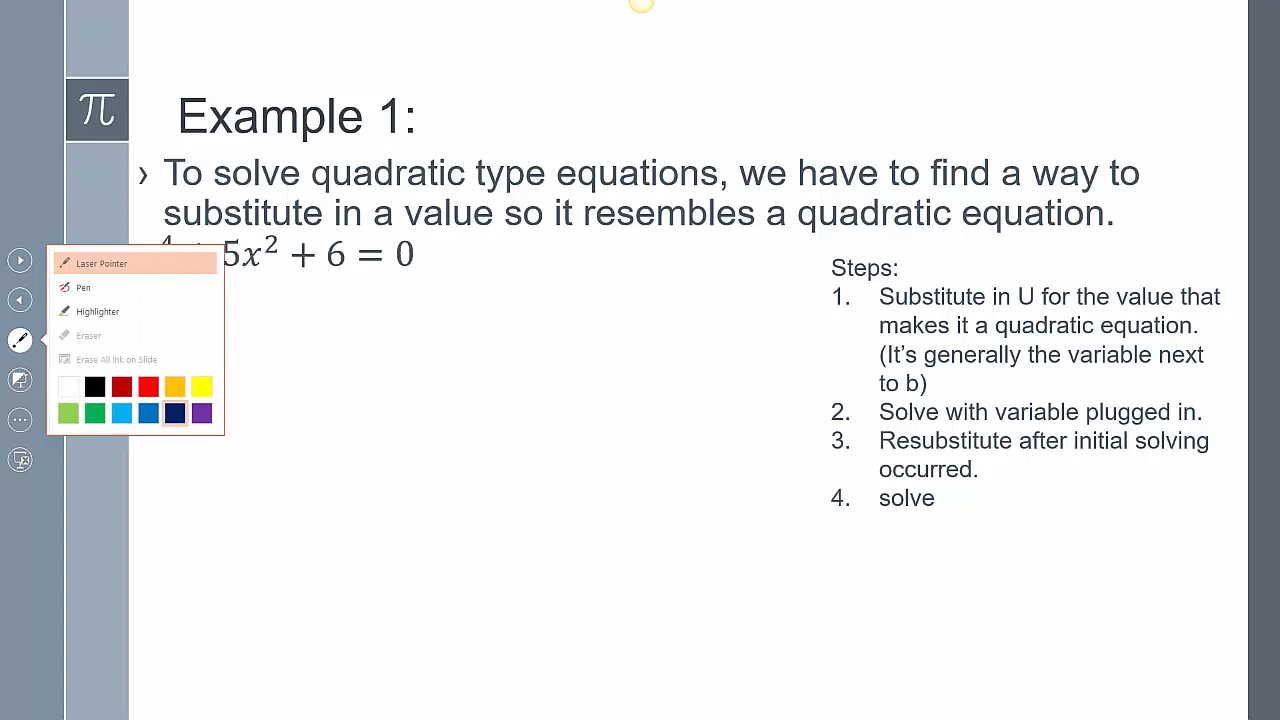 π
Example 1:
› To solve quadratic type equations, we have to find a way to
substitute in a value so it resembles a quadratic equation.
5x² + 6 = 0
Laser Pointer
Pen
Highlighter
Eraser
Erase All Ink on Slide
Steps:
1. Substitute in U for the value that
makes it a quadratic equation.
(It’s generally the variable next
to b)
2. Solve with variable plugged in.
3. Resubstitute after initial solving
occurred.
4. solve